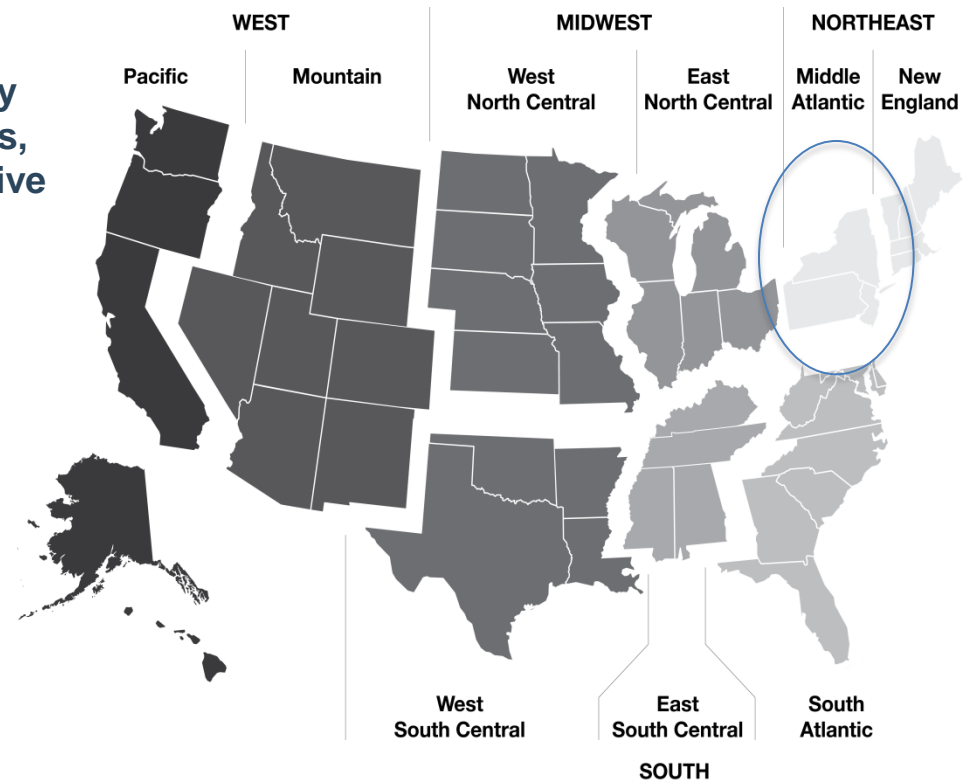 WEST
MIDWEST
NORTHEAST
Pacific
Mountain
West
North Central
East
North Central
Middle
Atlantic
New
England
y
s,
ive
West
South Central
East
South Central
South
Atlantic
SOUTH